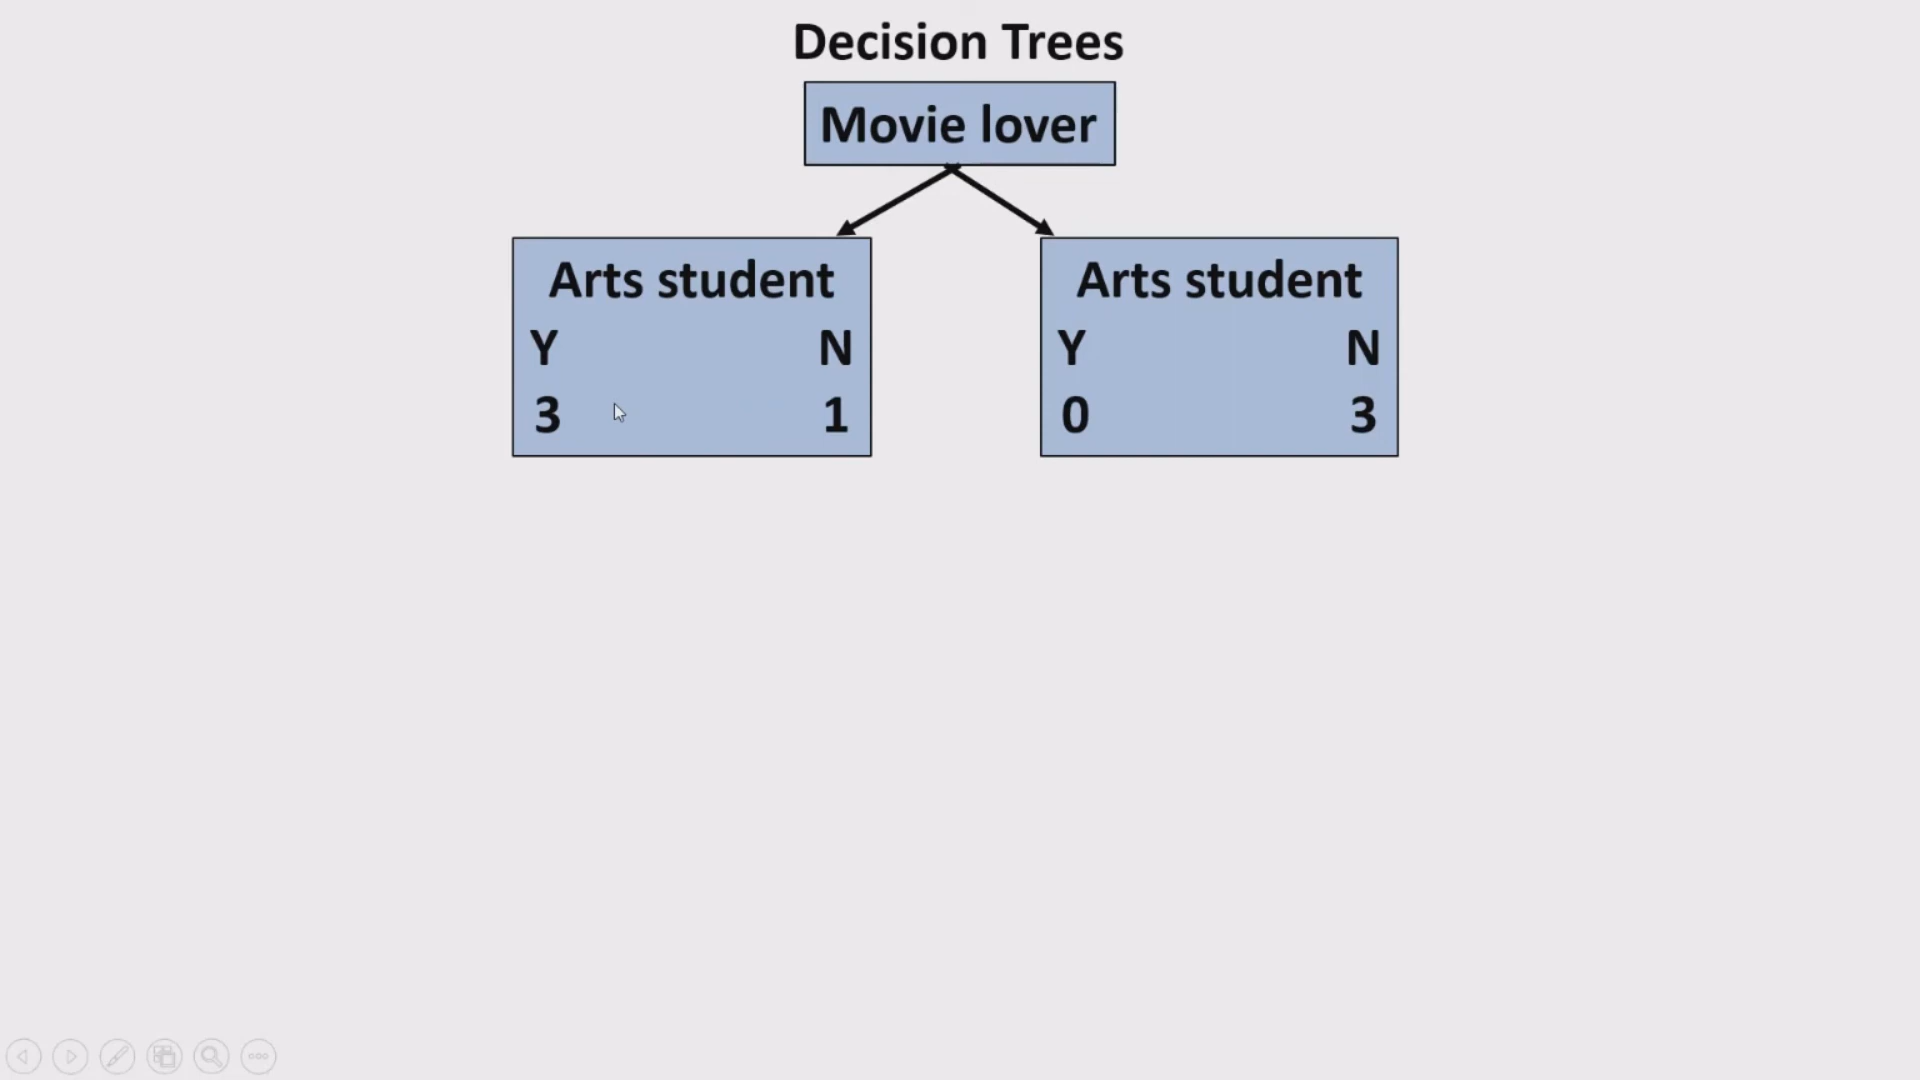 Decision Trees
Movie lover
Arts student
Y N
3 1
Arts student
Y N
0 3